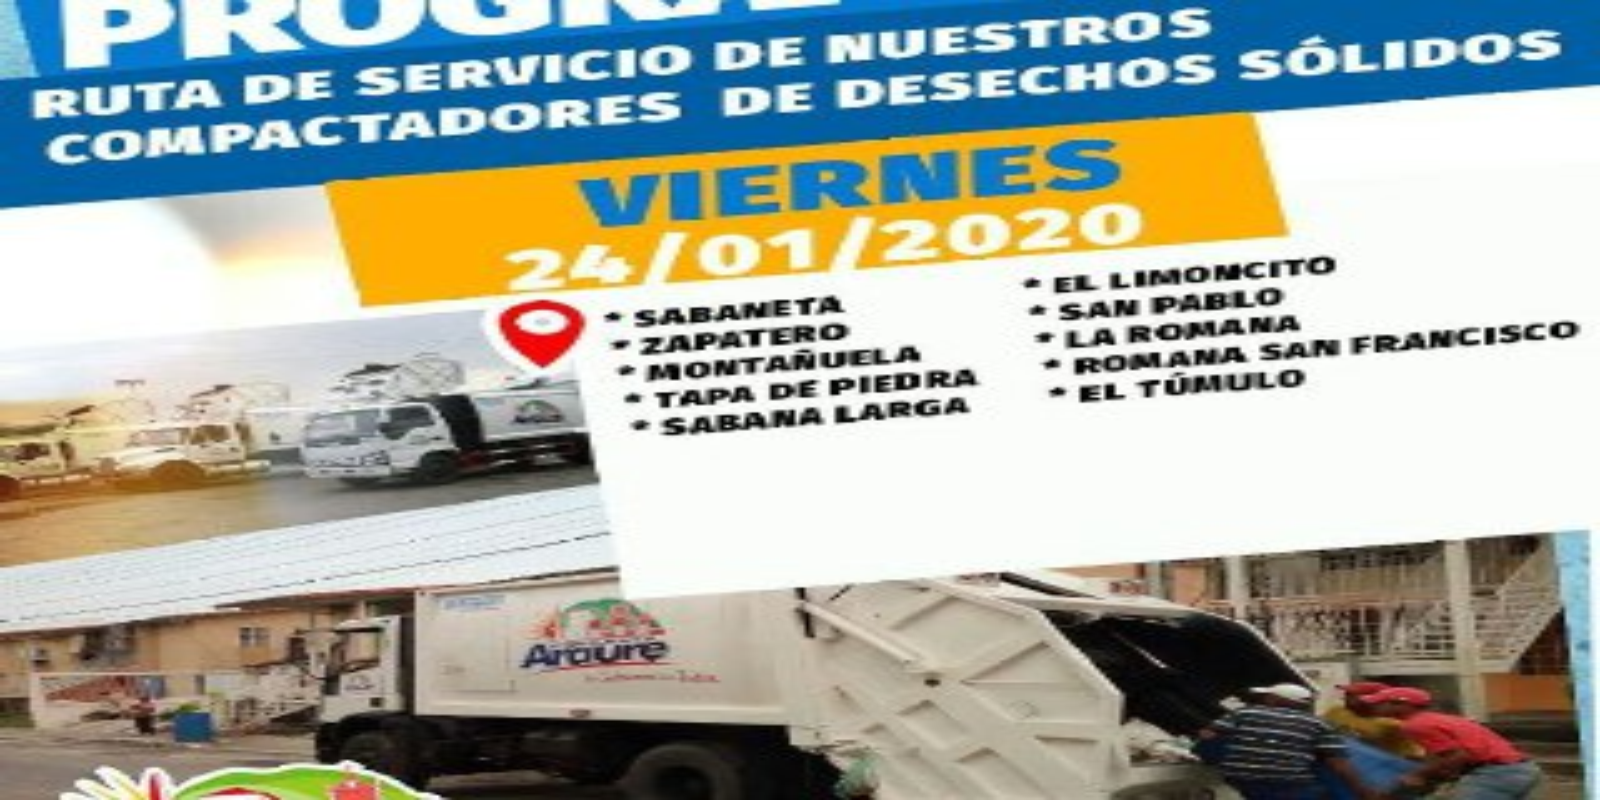 RUTA DE SERVICIO DE NUESTROS
COMPACTADORES DE DESECHOS SÓLIDOS
VIERNES
24/01/2020
* SABANETA
* ZAPATERO
* MONTAÑUELA
* TAPA DE PIEDRA
* SABANA LARGA
* EL LIMONCITO
* SAN PABLO
* LA ROMANA
* ROMANA SAN FRANCISCO
* EL TÚMULO
Araure